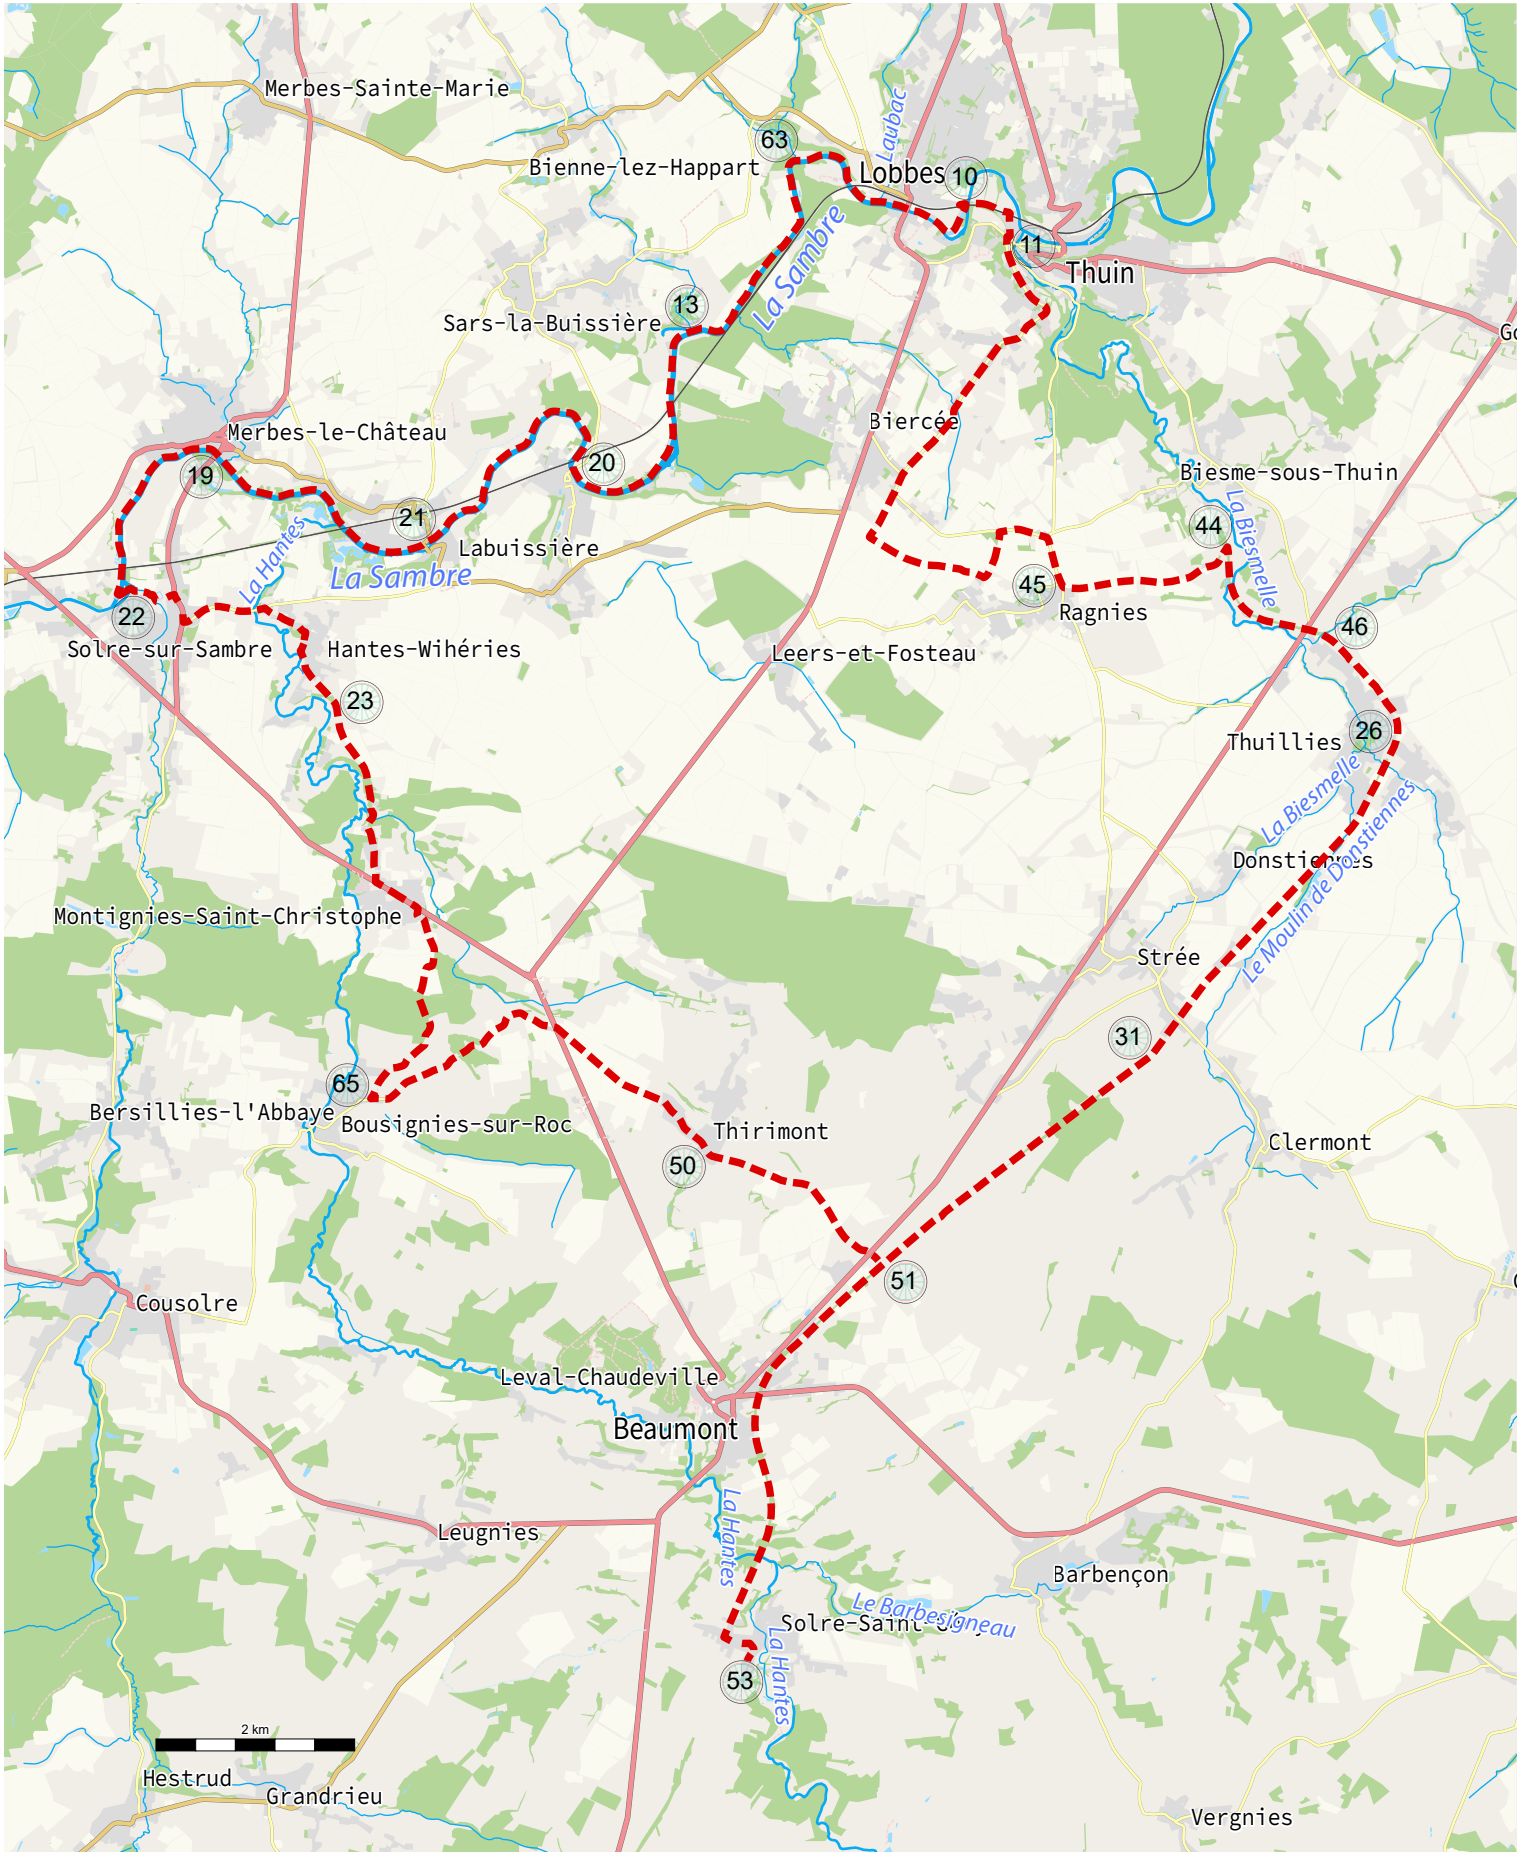 Merbes-Sainte-Marie
Laubac
63
Bienne-lez-Happart
Lobbes
10
La Sambre
11
Thuin
13
Sars-la-Buissière
Biercée
Merbes-le-Château
19
20
Biesme-sous-Thuin
21
44
La Biesmelle
La Hantes
Labuissière
La Sambre
45
Ragnies
22
46
Solre-sur-Sambre
Hantes-Wihéries
Leers-et-Fosteau
23
26
Thuillies
La Biesmelle
Donstiennes
Le Moulin de Donstiennes
Montignies-Saint-Christophe
Strée
31
65
Bersillies-l'Abbaye
Bousignies-sur-Roc
Thirimont
50
Clermont
51
Cousolre
Leval-Chaudeville
Beaumont
La Hantes
Leugnies
Barbençon
Le Barbesigneau
Solre-Saint-
La Hantes
53
2 km
Hestrud
Grandrieu
Vergnies